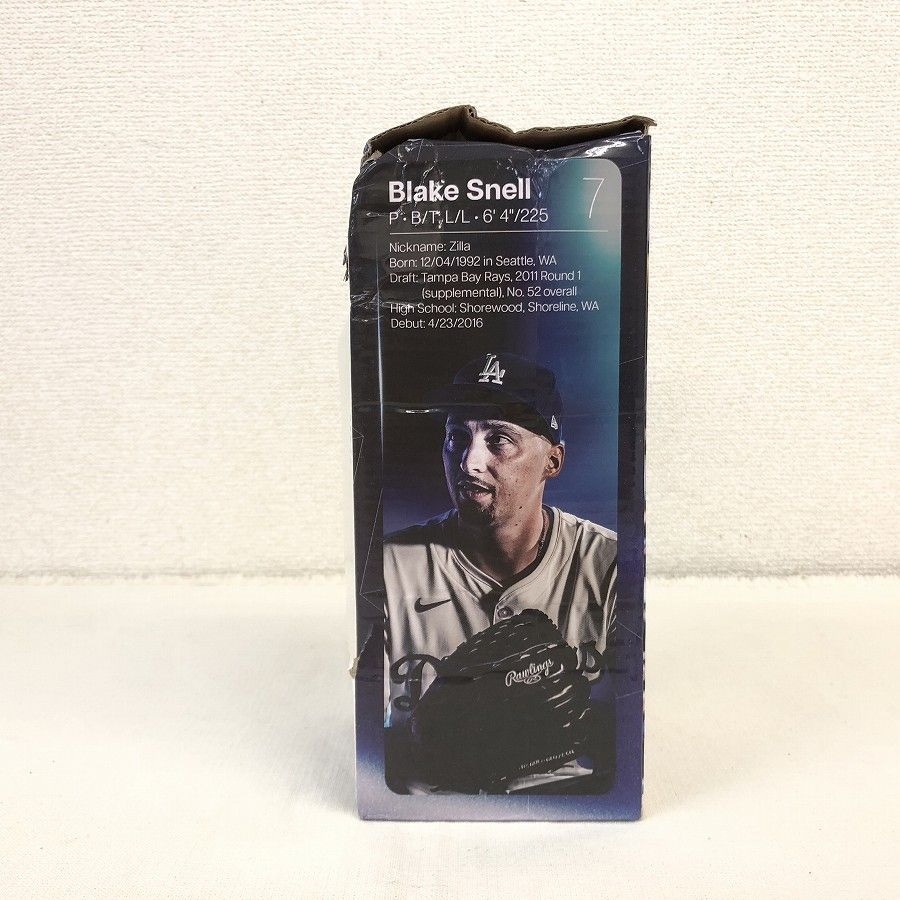 Blake Snell 7
P • B/T, L/L • 6' 4"/225
Nickname: Zilla
Born: 12/04/1992 in Seattle, WA
Draft: Tampa Bay Rays, 2011 Round 1
(supplemental), No. 52 overall
High School: Shorewood, Shoreline, WA
Debut: 4/23/2016
LA
Rawlings